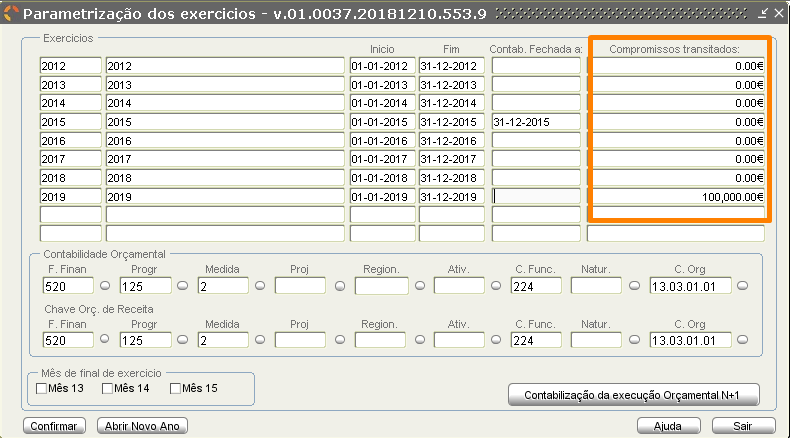 Parametrização dos exercicios - v.01.0037.20181210.553.9
Exercicios
Inicio Fim Contab. Fechada a: Compromissos transitados:
2012 2012 01-01-2012 31-12-2012 0.00€
2013 2013 01-01-2013 31-12-2013 0.00€
2014 2014 01-01-2014 31-12-2014 0.00€
2015 2015 01-01-2015 31-12-2015 31-12-2015 0.00€
2016 2016 01-01-2016 31-12-2016 0.00€
2017 2017 01-01-2017 31-12-2017 0.00€
2018 2018 01-01-2018 31-12-2018 0.00€
2019 2019 01-01-2019 31-12-2019 100,000.00€
Contabilidade Orçamental
F. Finan Progr Medida Proj Region. Ativ. C. Func. Natur. C. Org
520 125 2 224 13.03.01.01
Chave Orç. de Receita
F. Finan Progr Medida Proj Region. Ativ. C. Func. Natur. C. Org
520 125 2 224 13.03.01.01
Mês de final de exercicio
Mês 13 Mês 14 Mês 15
Contabilização da execução Orçamental N+1
Confirmar Abrir Novo Ano Ajuda Sair